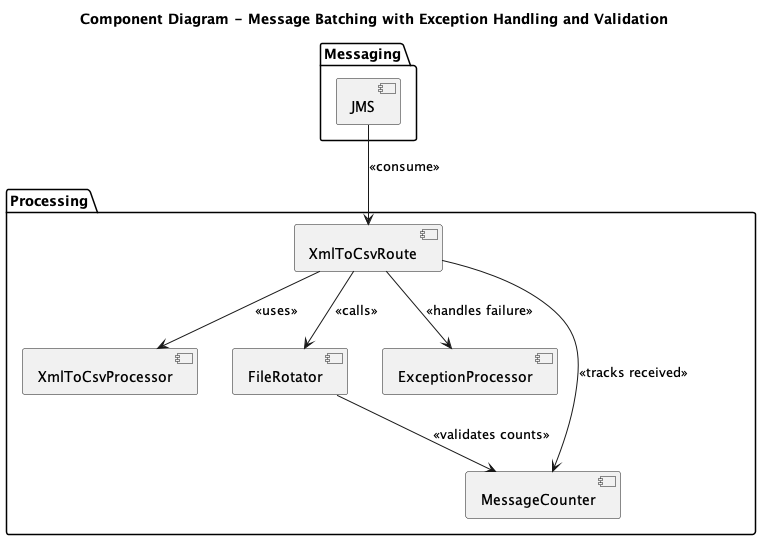 Component Diagram - Message Batching with Exception Handling and Validation
Messaging
JMS
«consume»
Processing
XmlToCsvRoute
«uses»
«calls»
«handles failure»
XmlToCsvProcessor
FileRotator
ExceptionProcessor
«tracks received»
«validates counts»
MessageCounter